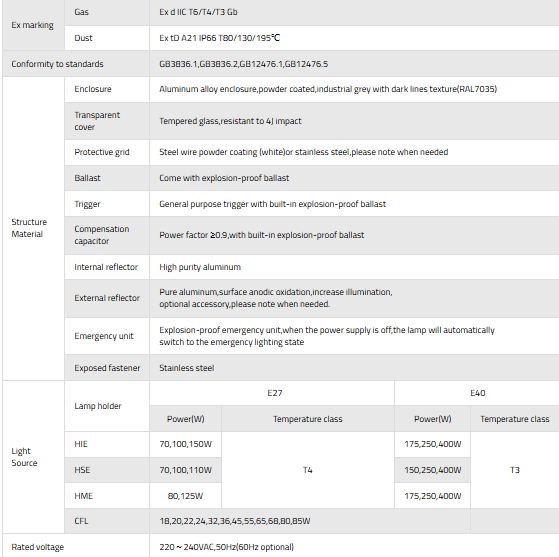 Ex marking
Gas
Ex d IIC T6/T4/T3 Gb
Dust
Ex tD A21 IP66 T80/130/195℃
Conformity to standards
GB3836.1,GB3836.2,GB12476.1,GB12476.5
Structure
Material
Enclosure
Aluminum alloy enclosure,powder coated,industrial grey with dark lines texture(RAL7035)
Transparent
cover
Tempered glass,resistant to 4J impact
Protective grid
Steel wire powder coating (white)or stainless steel,please note when needed
Ballast
Come with explosion-proof ballast
Trigger
General purpose trigger with built-in explosion-proof ballast
Compensation
capacitor
Power factor ≥0.9,with built-in explosion-proof ballast
Internal reflector
High purity aluminum
External reflector
Pure aluminum,surface anodic oxidation,increase illumination,
optional accessory,please note when needed.
Emergency unit
Explosion-proof emergency unit,when the power supply is off,the lamp will automatically
switch to the emergency lighting state
Exposed fastener
Stainless steel
Light
Source
Lamp holder
E27
E40
Power(W)
Temperature class
Power(W)
Temperature class
HIE
70,100,150W
T4
175,250,400W
T3
HSE
70,100,110W
150,250,400W
HME
80,125W
175,250,400W
CFL
18,20,22,24,32,36,45,55,65,68,80,85W
Rated voltage
220～240VAC,50Hz(60Hz optional)